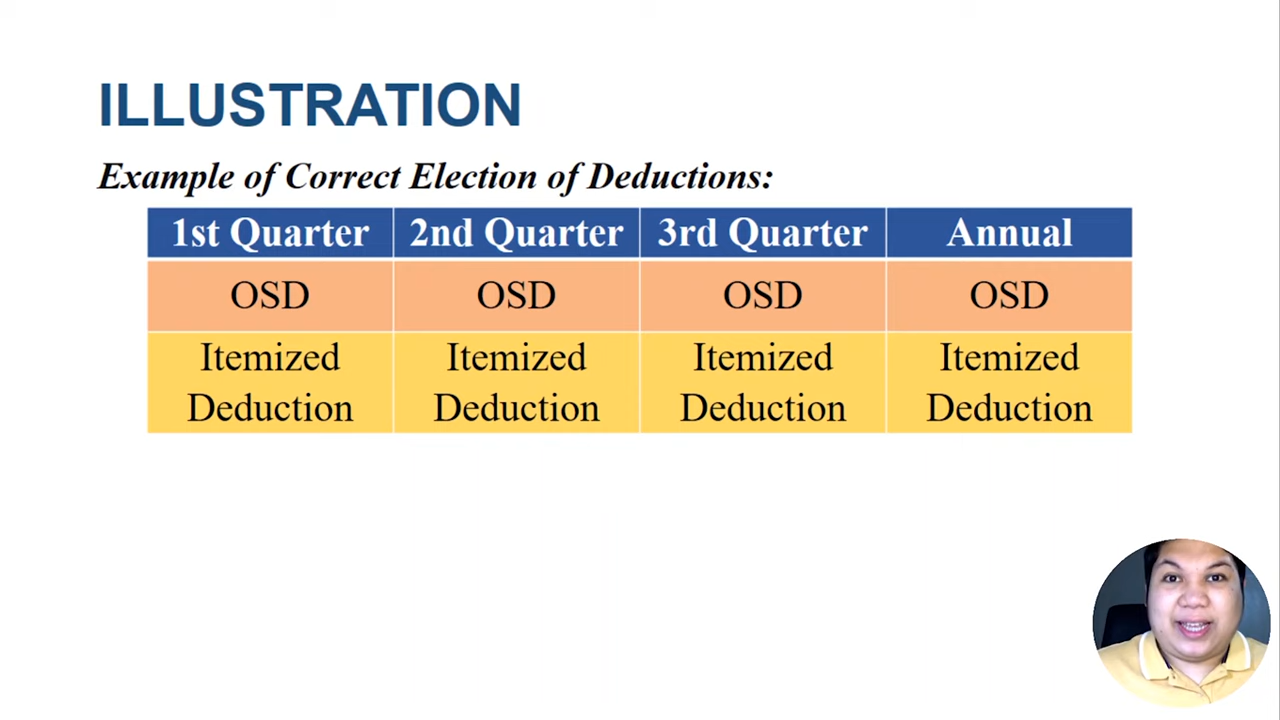 ILLUSTRATION
Example of Correct Election of Deductions:
1st Quarter 2nd Quarter 3rd Quarter Annual
OSD OSD OSD OSD
Itemized Itemized Itemized Itemized
Deduction Deduction Deduction Deduction